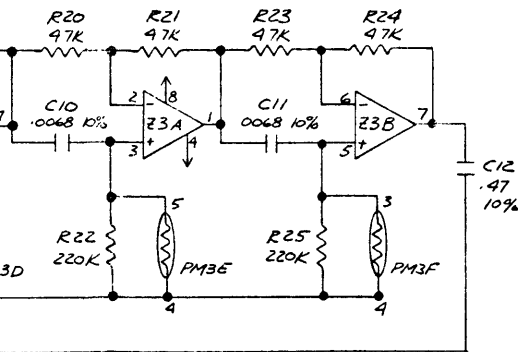 R20 R21 R23 R24
47K 47K 47K 47K
C10
.0068 10%
2
8
Z3A
3
4
1
C11
.0068 10%
6
Z3B
5
7
C12
.47
10%
R22
220K
5
PM3E
4
R25
220K
3
PM3F
4
3D